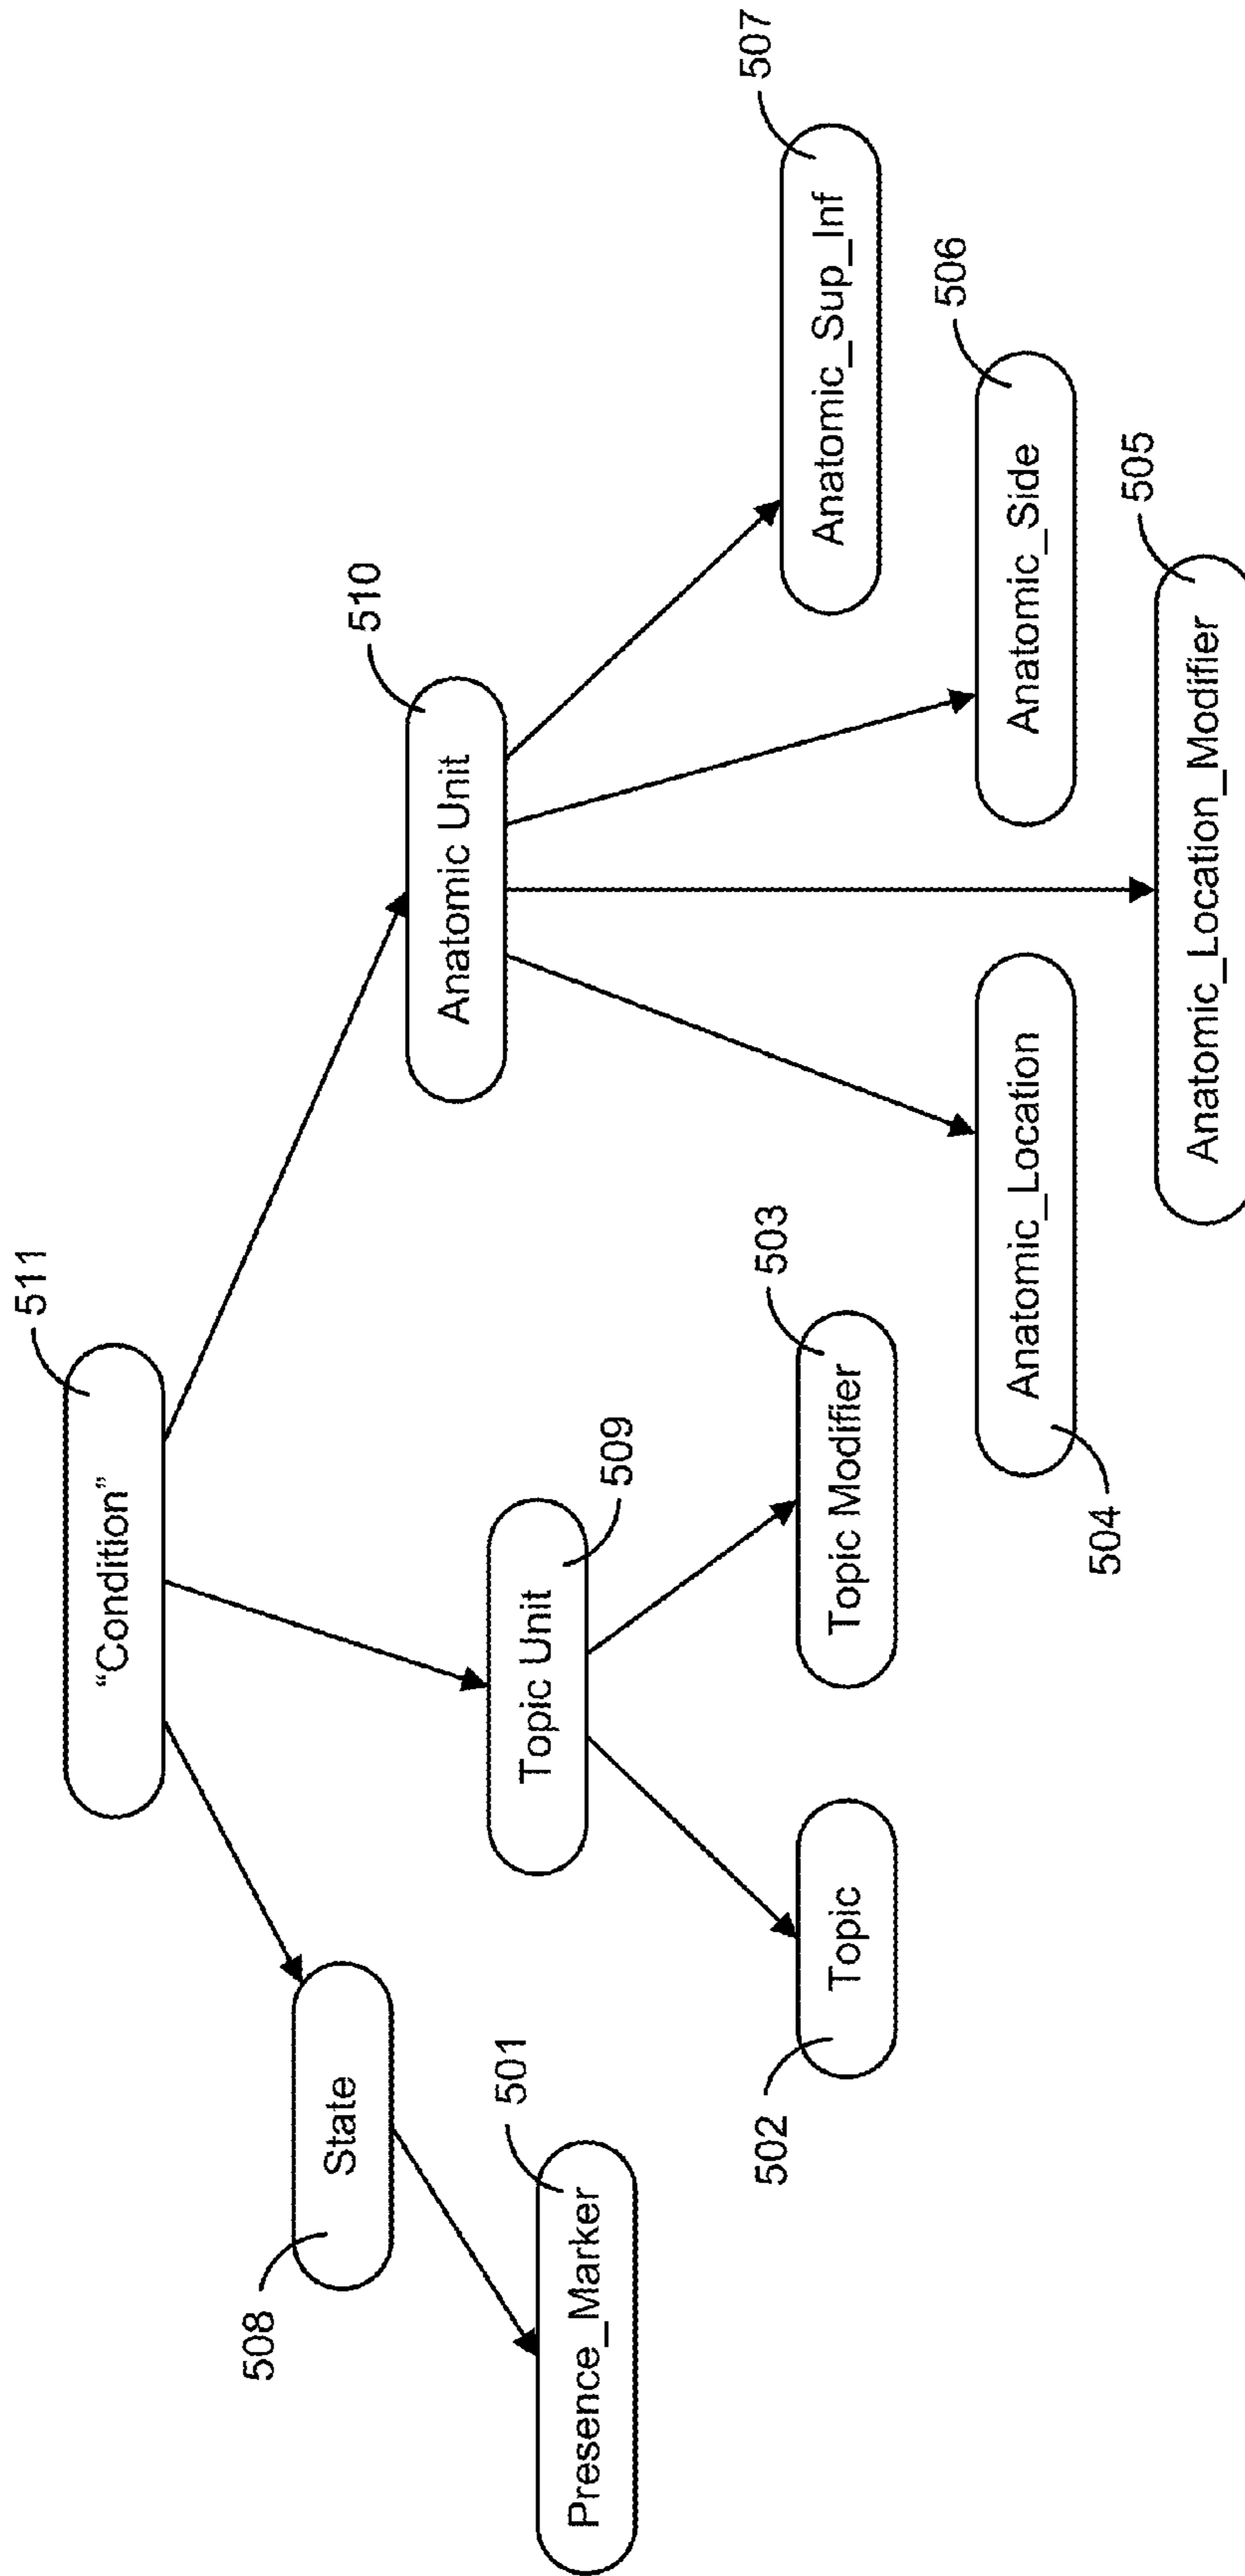 511
“Condition”
510
Anatomic Unit
508
State
509
Topic Unit
501
Presence_Marker
507
Anatomic_Sup_Inf
502
Topic
503
Topic Modifier
506
Anatomic_Side
504
Anatomic_Location
505
Anatomic_Location_Modifier